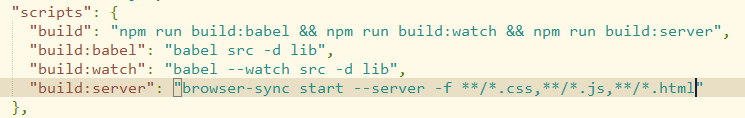 "scripts": {
"build": "npm run browser:babel && npm run build:watch && npm run build:server",
"build:babel": "babel src -d lib",
"build:watch": "babel --watch src -d lib",
"build:server": "browser-sync start --server -f **/*.css,**/*.js,**/*.html"
},